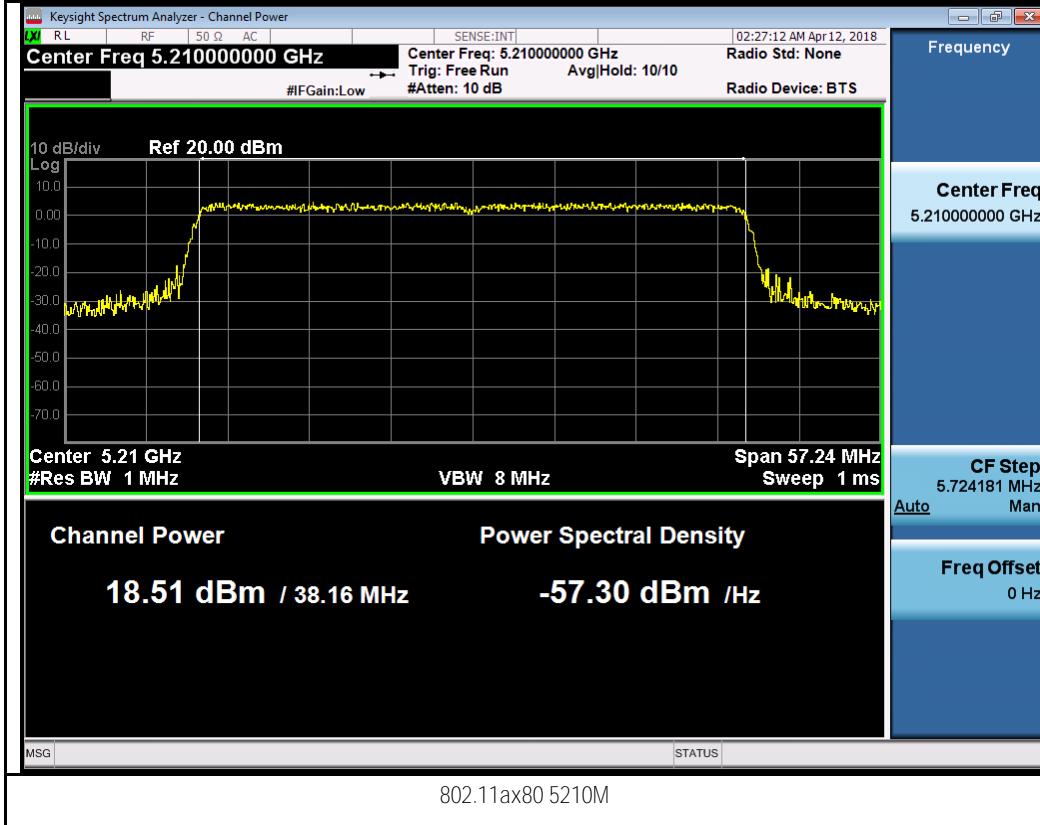 Keysight Spectrum Analyzer - Channel Power
LXI RL RF 50 Ω AC SENSE:INT 02:27:12 AM Apr 12, 2018
Center Freq 5.210000000 GHz
#IFGain:Low
Center Freq: 5.210000000 GHz
Trig: Free Run Avg|Hold: 10/10
#Atten: 10 dB
Radio Std: None
Radio Device: BTS
Frequency
10 dB/div Ref 20.00 dBm
Log
10.0
0.00
-10.0
-20.0
-30.0
-40.0
-50.0
-60.0
-70.0
Center 5.21 GHz Span 57.24 MHz
#Res BW 1 MHz VBW 8 MHz Sweep 1 ms
Center Freq
5.210000000 GHz
CF Step
5.724181 MHz
Auto Man
Freq Offset
0 Hz
Channel Power Power Spectral Density
18.51 dBm / 38.16 MHz -57.30 dBm /Hz
MSG STATUS
802.11ax80 5210M